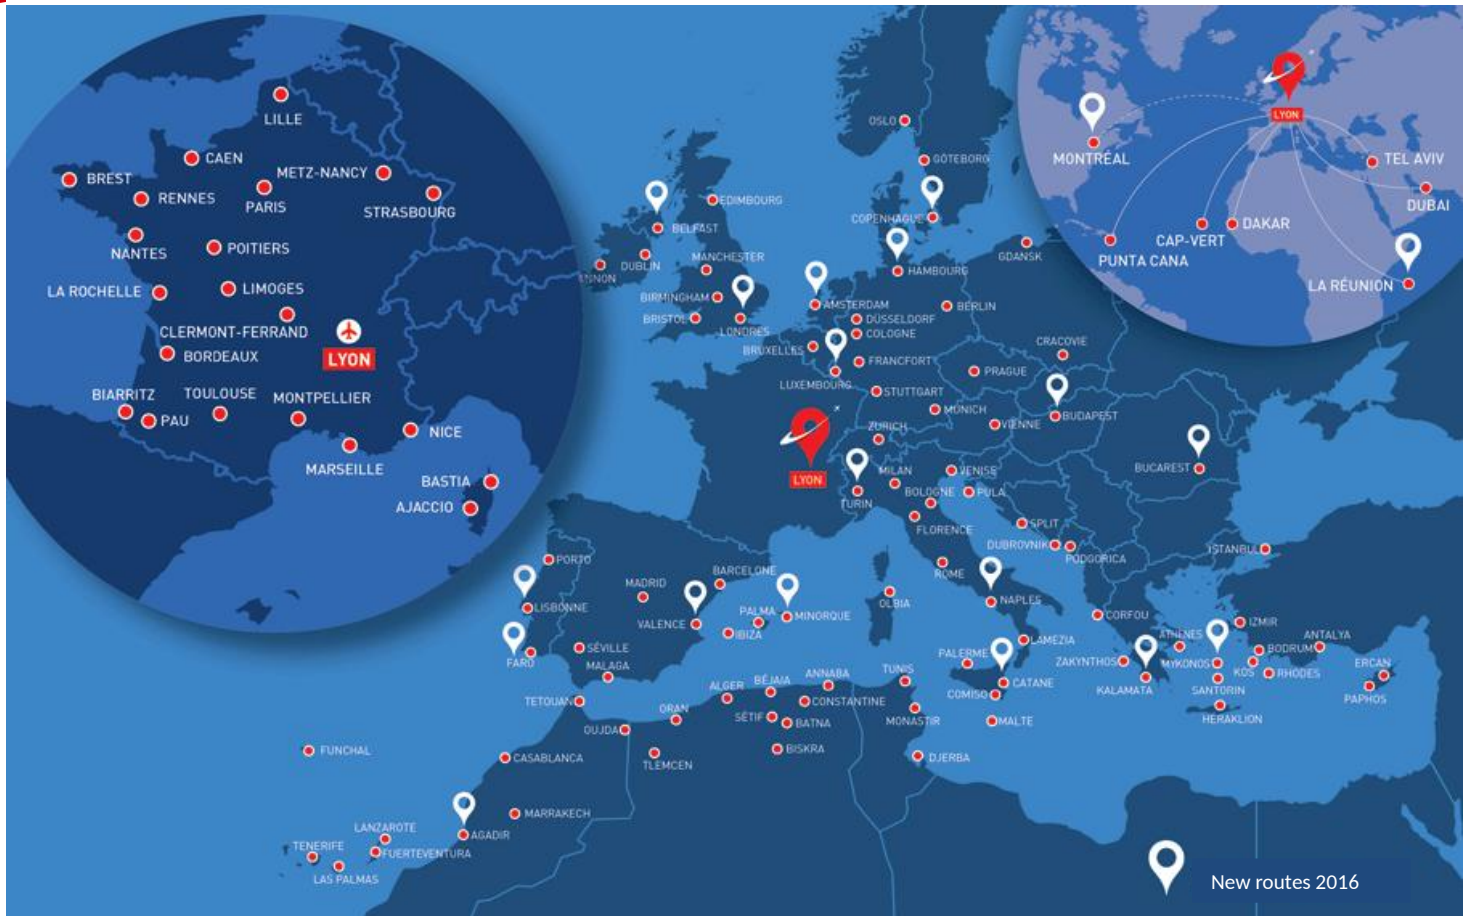 LILLE
CAEN
METZ-NANCY
BREST
RENNES
PARIS
STRASBOURG
NANTES
POITIERS
LA ROCHELLE
LIMOGES
CLERMONT-FERRAND
LYON
BORDEAUX
BIARRITZ
TOULOUSE
MONTPELLIER
PAU
NICE
MARSEILLE
BASTIA
AJACCIO
LYON
MONTRÉAL
TEL AVIV
DUBAI
DAKAR
CAP-VERT
PUNTA CANA
LA RÉUNION
OSLO
GÖTEBORG
EDIMBOURG
COPENHAGUE
BELFAST
DUBLIN
MANCHESTER
NNON
HAMBOURG
GDANSK
BIRMINGHAM
AMSTERDAM
BERLIN
BRISTOL
LONDRES
DÜSSELDORF
COLOGNE
BRUXELLES
FRANCFORT
CRACOVIE
LUXEMBOURG
PRAGUE
STUTTGART
MUNICH
BUDAPEST
VIENNE
ZURICH
LYON
MILAN
VENISE
BUCAREST
TURIN
BOLOGNE
PULA
FLORENCE
SPLIT
DUBROVNIK
PODGORICA
ISTANBUL
PORTO
MADRID
BARCELONE
ROME
LISBONNE
VALENCE
PALMA
MINORQUE
OLBIA
NAPLES
CORFOU
IBIZA
IZMIR
FARO
SÉVILLE
LAMEZIA
ATHÈNES
ANTALYA
PALERME
ZAKYNTHOS
MYKONOS
BODRUM
MALAGA
KOS
RHODES
ERCAN
TUNIS
CATANE
KALAMATA
SANTORIN
PAPHOS
TETOUAN
ALGER
BÉJAIA
ANNABA
COMISO
CONSTANTINE
ORAN
SÉTIF
BATNA
MONASTIR
MALTE
HERAKLION
OUJDA
FUNCHAL
CASABLANCA
TLEMCEN
BISKRA
DJERBA
MARRAKECH
AGADIR
LANZAROTE
TENERIFE
FUERTEVENTURA
LAS PALMAS
New routes 2016